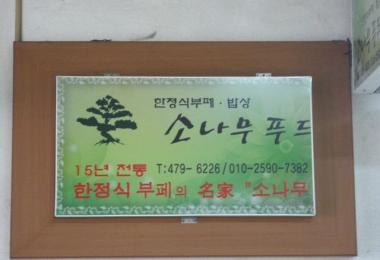 한정식부페·밥상
소나무푸드
15년 전통 T:479-6226/010-2590-7382
한정식 부페의 名家 "소나무